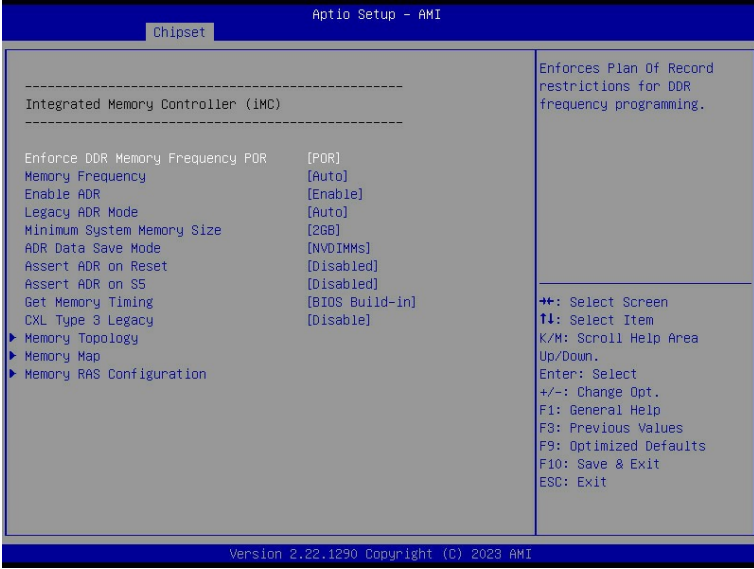 Aptio Setup - AMI
Chipset
------------------------------------------------
Integrated Memory Controller (iMC)
------------------------------------------------
Enforce DDR Memory Frequency POR [POR]
Memory Frequency [Auto]
Enable ADR [Enable]
Legacy ADR Mode [Auto]
Minimum System Memory Size [2GB]
ADR Data Save Mode [NVDIMMs]
Assert ADR on Reset [Disabled]
Assert ADR on S5 [Disabled]
Get Memory Timing [BIOS Build-in]
CXL Type 3 Legacy [Disable]
Memory Topology
Memory Map
Memory RAS Configuration
Enforces Plan Of Record
restrictions for DDR
frequency programming.
→←: Select Screen
↑↓: Select Item
K/M: Scroll Help Area
Up/Down.
Enter: Select
+/-: Change Opt.
F1: General Help
F3: Previous Values
F9: Optimized Defaults
F10: Save & Exit
ESC: Exit
Version 2.22.1290 Copyright (C) 2023 AMI